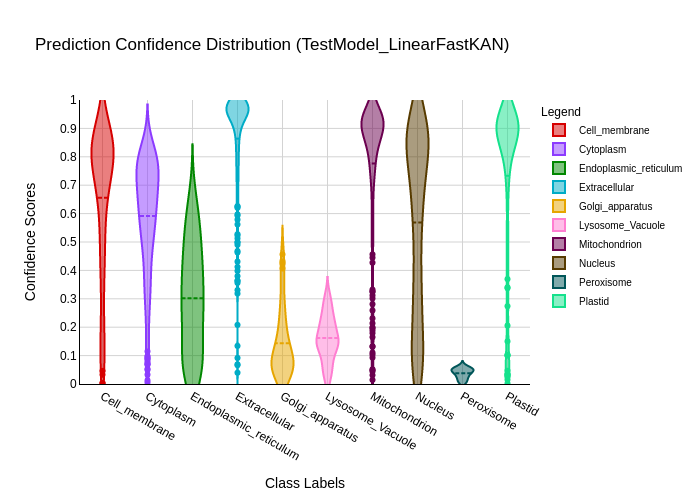 Prediction Confidence Distribution (TestModel_LinearFastKAN)
Confidence Scores
1
0.9
0.8
0.7
0.6
0.5
0.4
0.3
0.2
0.1
0
Cell_membrane
Cytoplasm
Endoplasmic_reticulum
Extracellular
Golgi_apparatus
Lysosome_Vacuole
Mitochondrion
Nucleus
Peroxisome
Plastid
Class Labels
Legend
Cell_membrane
Cytoplasm
Endoplasmic_reticulum
Extracellular
Golgi_apparatus
Lysosome_Vacuole
Mitochondrion
Nucleus
Peroxisome
Plastid